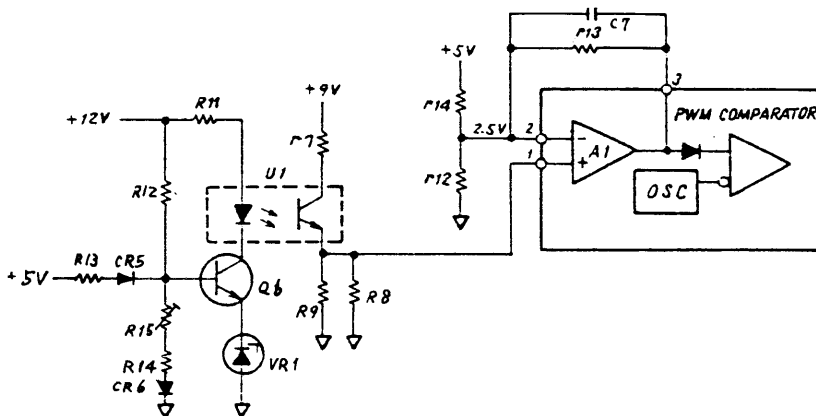 C7
r13
+5V
3
+9V
R11
r14
PWM COMPARATOR
+12V
r7
2.5V
2
-
A1
U1
1
+
R12
r12
OSC
R13
CR5
+5V
Q6
R15
R9
R8
R14
VR1
CR6